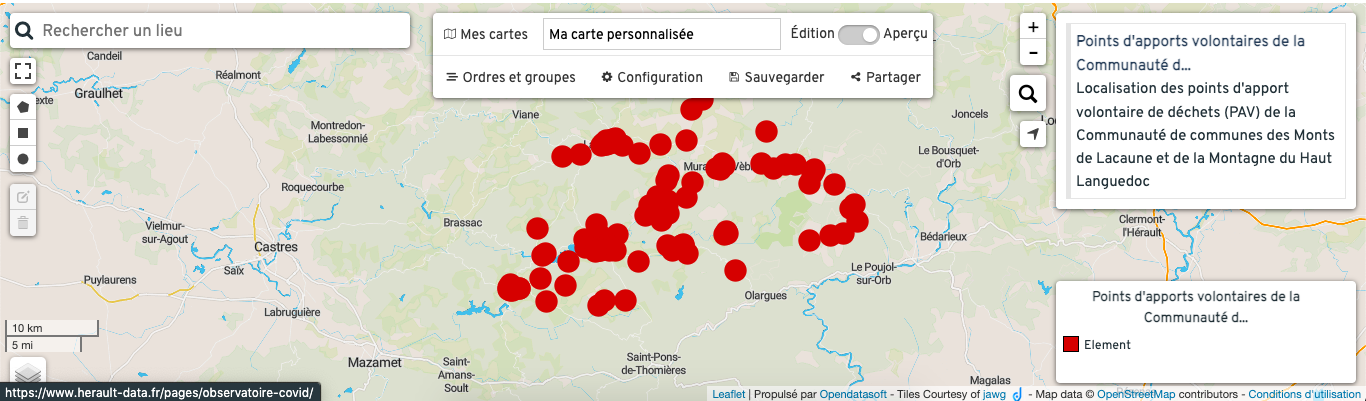 Rechercher un lieu
Mes cartes
Ma carte personnalisée
Édition
Aperçu
Ordres et groupes
Configuration
Sauvegarder
Partager
+
-
Points d'apports volontaires de la
Communauté d...
Localisation des points d'apport
volontaire de déchets (PAV) de la
Communauté de communes des Monts
de Lacaune et de la Montagne du Haut
Languedoc
Candeil
Réalmont
Graulhet
Viane
Joncels
Montredon-
Labessonnié
Le Bousquet-
d'Orb
Roquecourbe
Brassac
Vielmur-
sur-Agout
Castres
Saïx
Puylaurens
Labruguière
Bédarieux
Clermont-
l'Hérault
Le Poujol-
sur-Orb
Olargues
Points d'apports volontaires de la
Communauté d...
Element
10 km
5 mi
Mazamet
Saint-
Amans-
Soult
Saint-Pons-
de-Thomières
Magalas
https://www.herault-data.fr/pages/observatoire-covid/
Leaflet | Propulsé par Opendatasoft - Tiles Courtesy of jawg - Map data © OpenStreetMap contributors - Conditions d'utilisation